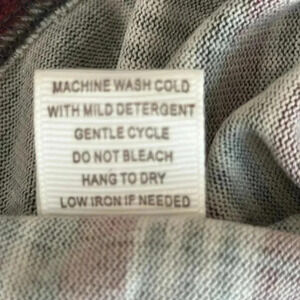 MACHINE WASH COLD
WITH MILD DETERGENT
GENTLE CYCLE
DO NOT BLEACH
HANG TO DRY
LOW IRON IF NEEDED